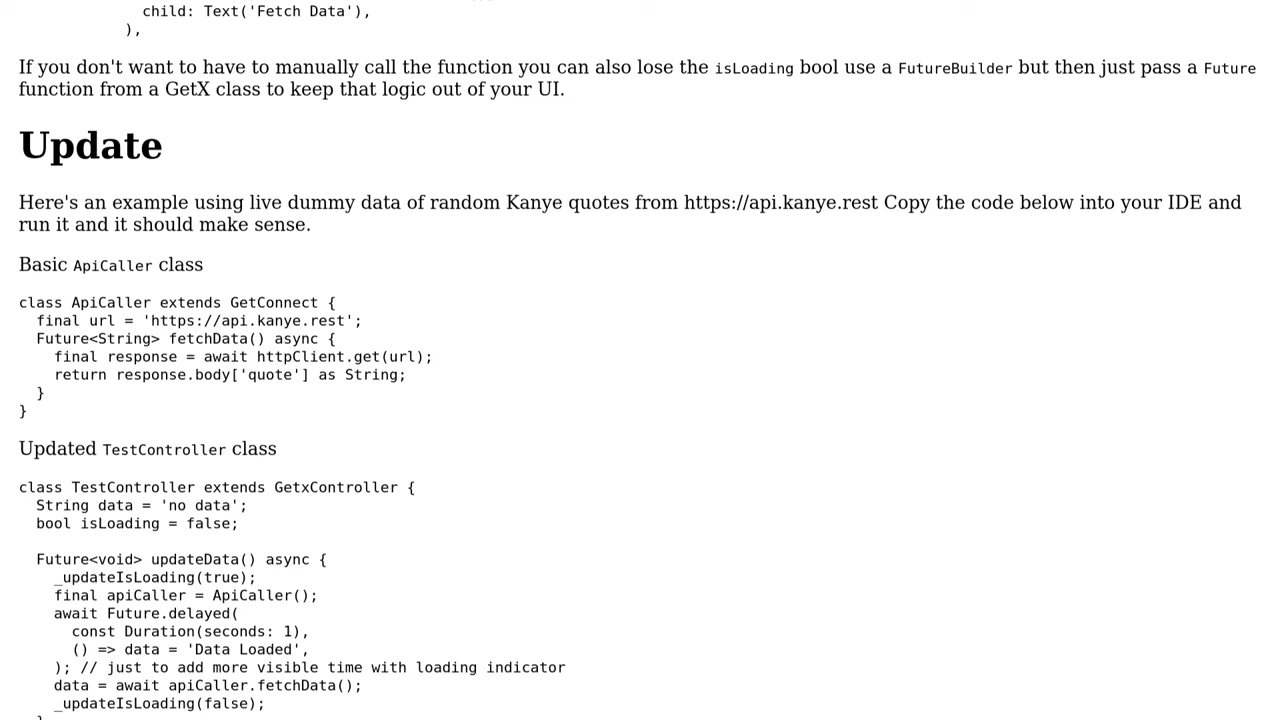 child: Text('Fetch Data'),
),
If you don't want to have to manually call the function you can also lose the isLoading bool use a FutureBuilder but then just pass a Future
function from a GetX class to keep that logic out of your UI.
Update
Here's an example using live dummy data of random Kanye quotes from https://api.kanye.rest Copy the code below into your IDE and
run it and it should make sense.
Basic ApiCaller class
class ApiCaller extends GetConnect {
  final url = 'https://api.kanye.rest';
  Future<String> fetchData() async {
    final response = await httpClient.get(url);
    return response.body['quote'] as String;
  }
}
Updated TestController class
class TestController extends GetxController {
  String data = 'no data';
  bool isLoading = false;
  Future<void> updateData() async {
    _updateIsLoading(true);
    final apiCaller = ApiCaller();
    await Future.delayed(
      const Duration(seconds: 1),
      () => data = 'Data Loaded',
    ); // just to add more visible time with loading indicator
    data = await apiCaller.fetchData();
    _updateIsLoading(false);